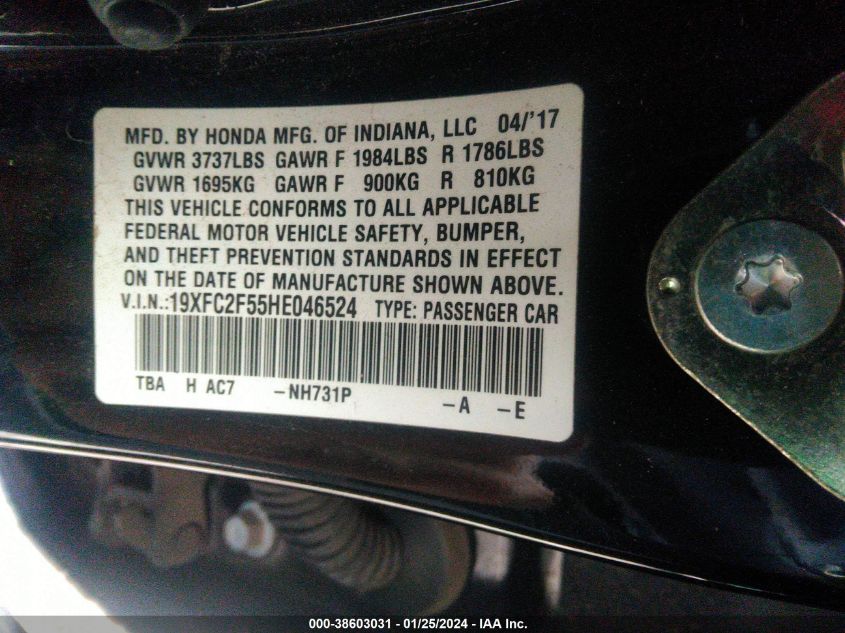 MFD. BY HONDA MFG. OF INDIANA, LLC 04/'17
GVWR 3737LBS GAWR F 1984LBS R 1786LBS
GVWR 1695KG GAWR F 900KG R 810KG
THIS VEHICLE CONFORMS TO ALL APPLICABLE
FEDERAL MOTOR VEHICLE SAFETY, BUMPER,
AND THEFT PREVENTION STANDARDS IN EFFECT
ON THE DATE OF MANUFACTURE SHOWN ABOVE.
V.I.N.:19XFC2F55HE046524 TYPE: PASSENGER CAR
TBA H AC7 –NH731P –A –E
000-38603031 - 01/25/2024 - IAA Inc.